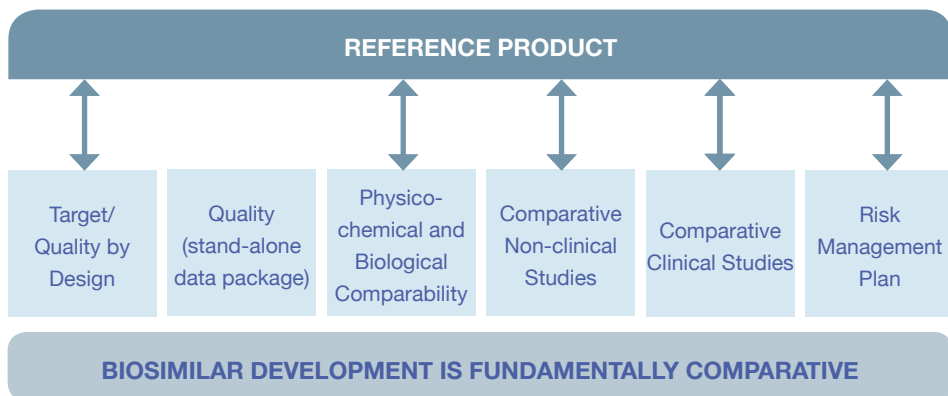 REFERENCE PRODUCT
Target/
Quality by
Design
Quality
(stand-alone
data package)
Physico-
chemical and
Biological
Comparability
Comparative
Non-clinical
Studies
Comparative
Clinical Studies
Risk
Management
Plan
BIOSIMILAR DEVELOPMENT IS FUNDAMENTALLY COMPARATIVE